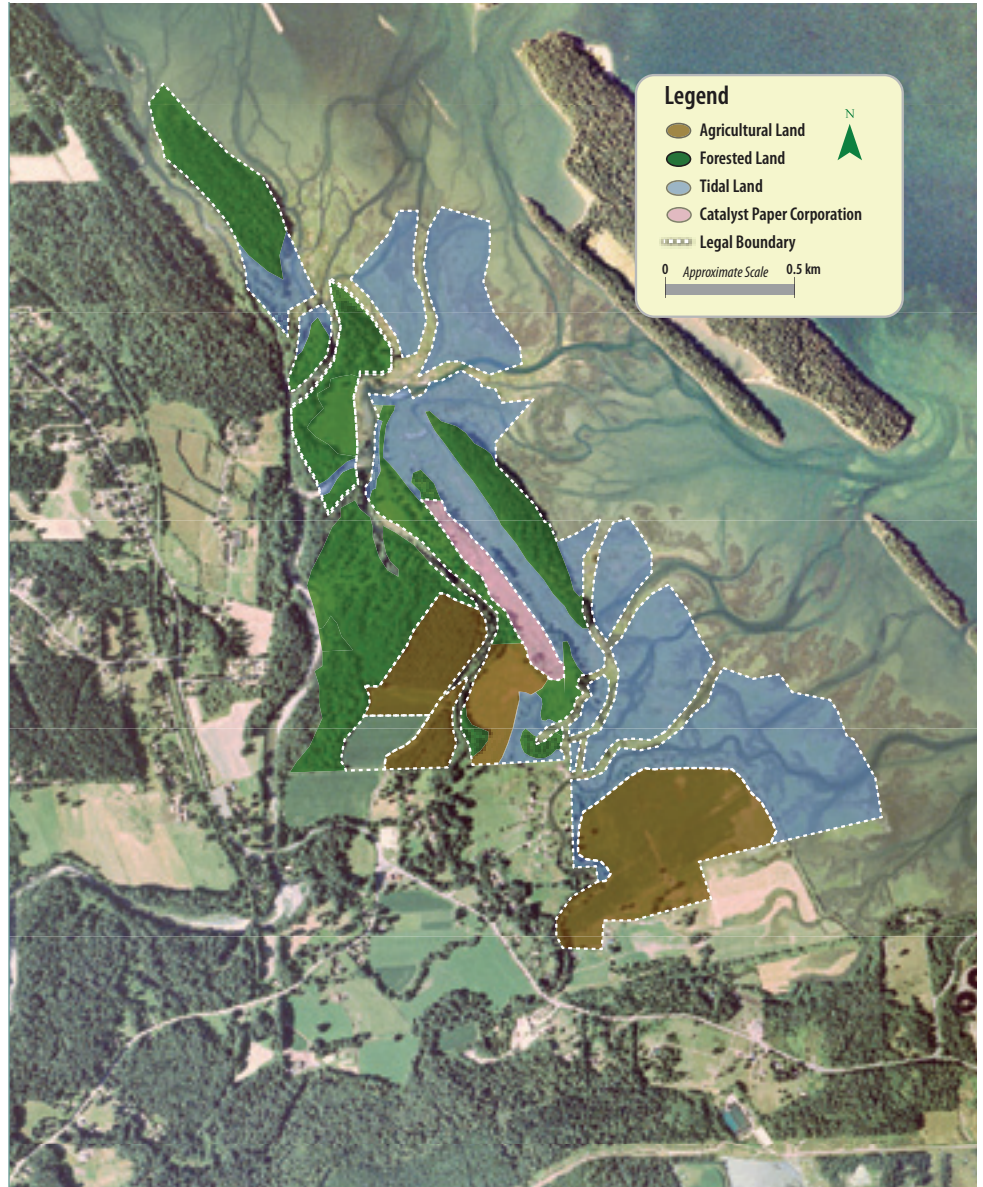 Legend
N
Agricultural Land
Forested Land
Tidal Land
Catalyst Paper Corporation
Legal Boundary
0 Approximate Scale 0.5 km